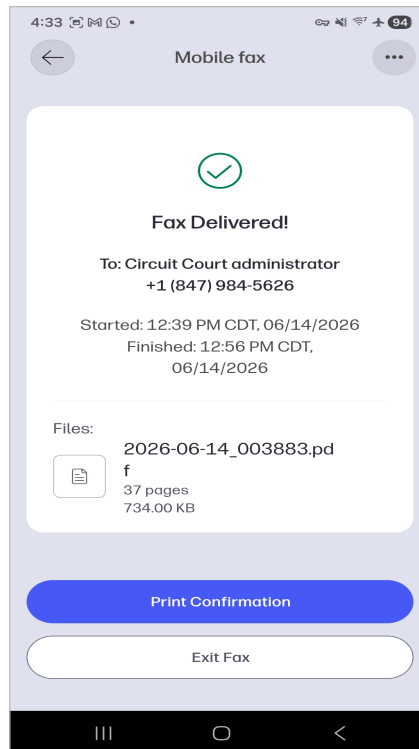 4:33
94
Mobile fax
Fax Delivered!
To: Circuit Court administrator
+1 (847) 984-5626
Started: 12:39 PM CDT, 06/14/2026
Finished: 12:56 PM CDT,
06/14/2026
Files:
2026-06-14_003883.pd
f
37 pages
734.00 KB
Print Confirmation
Exit Fax